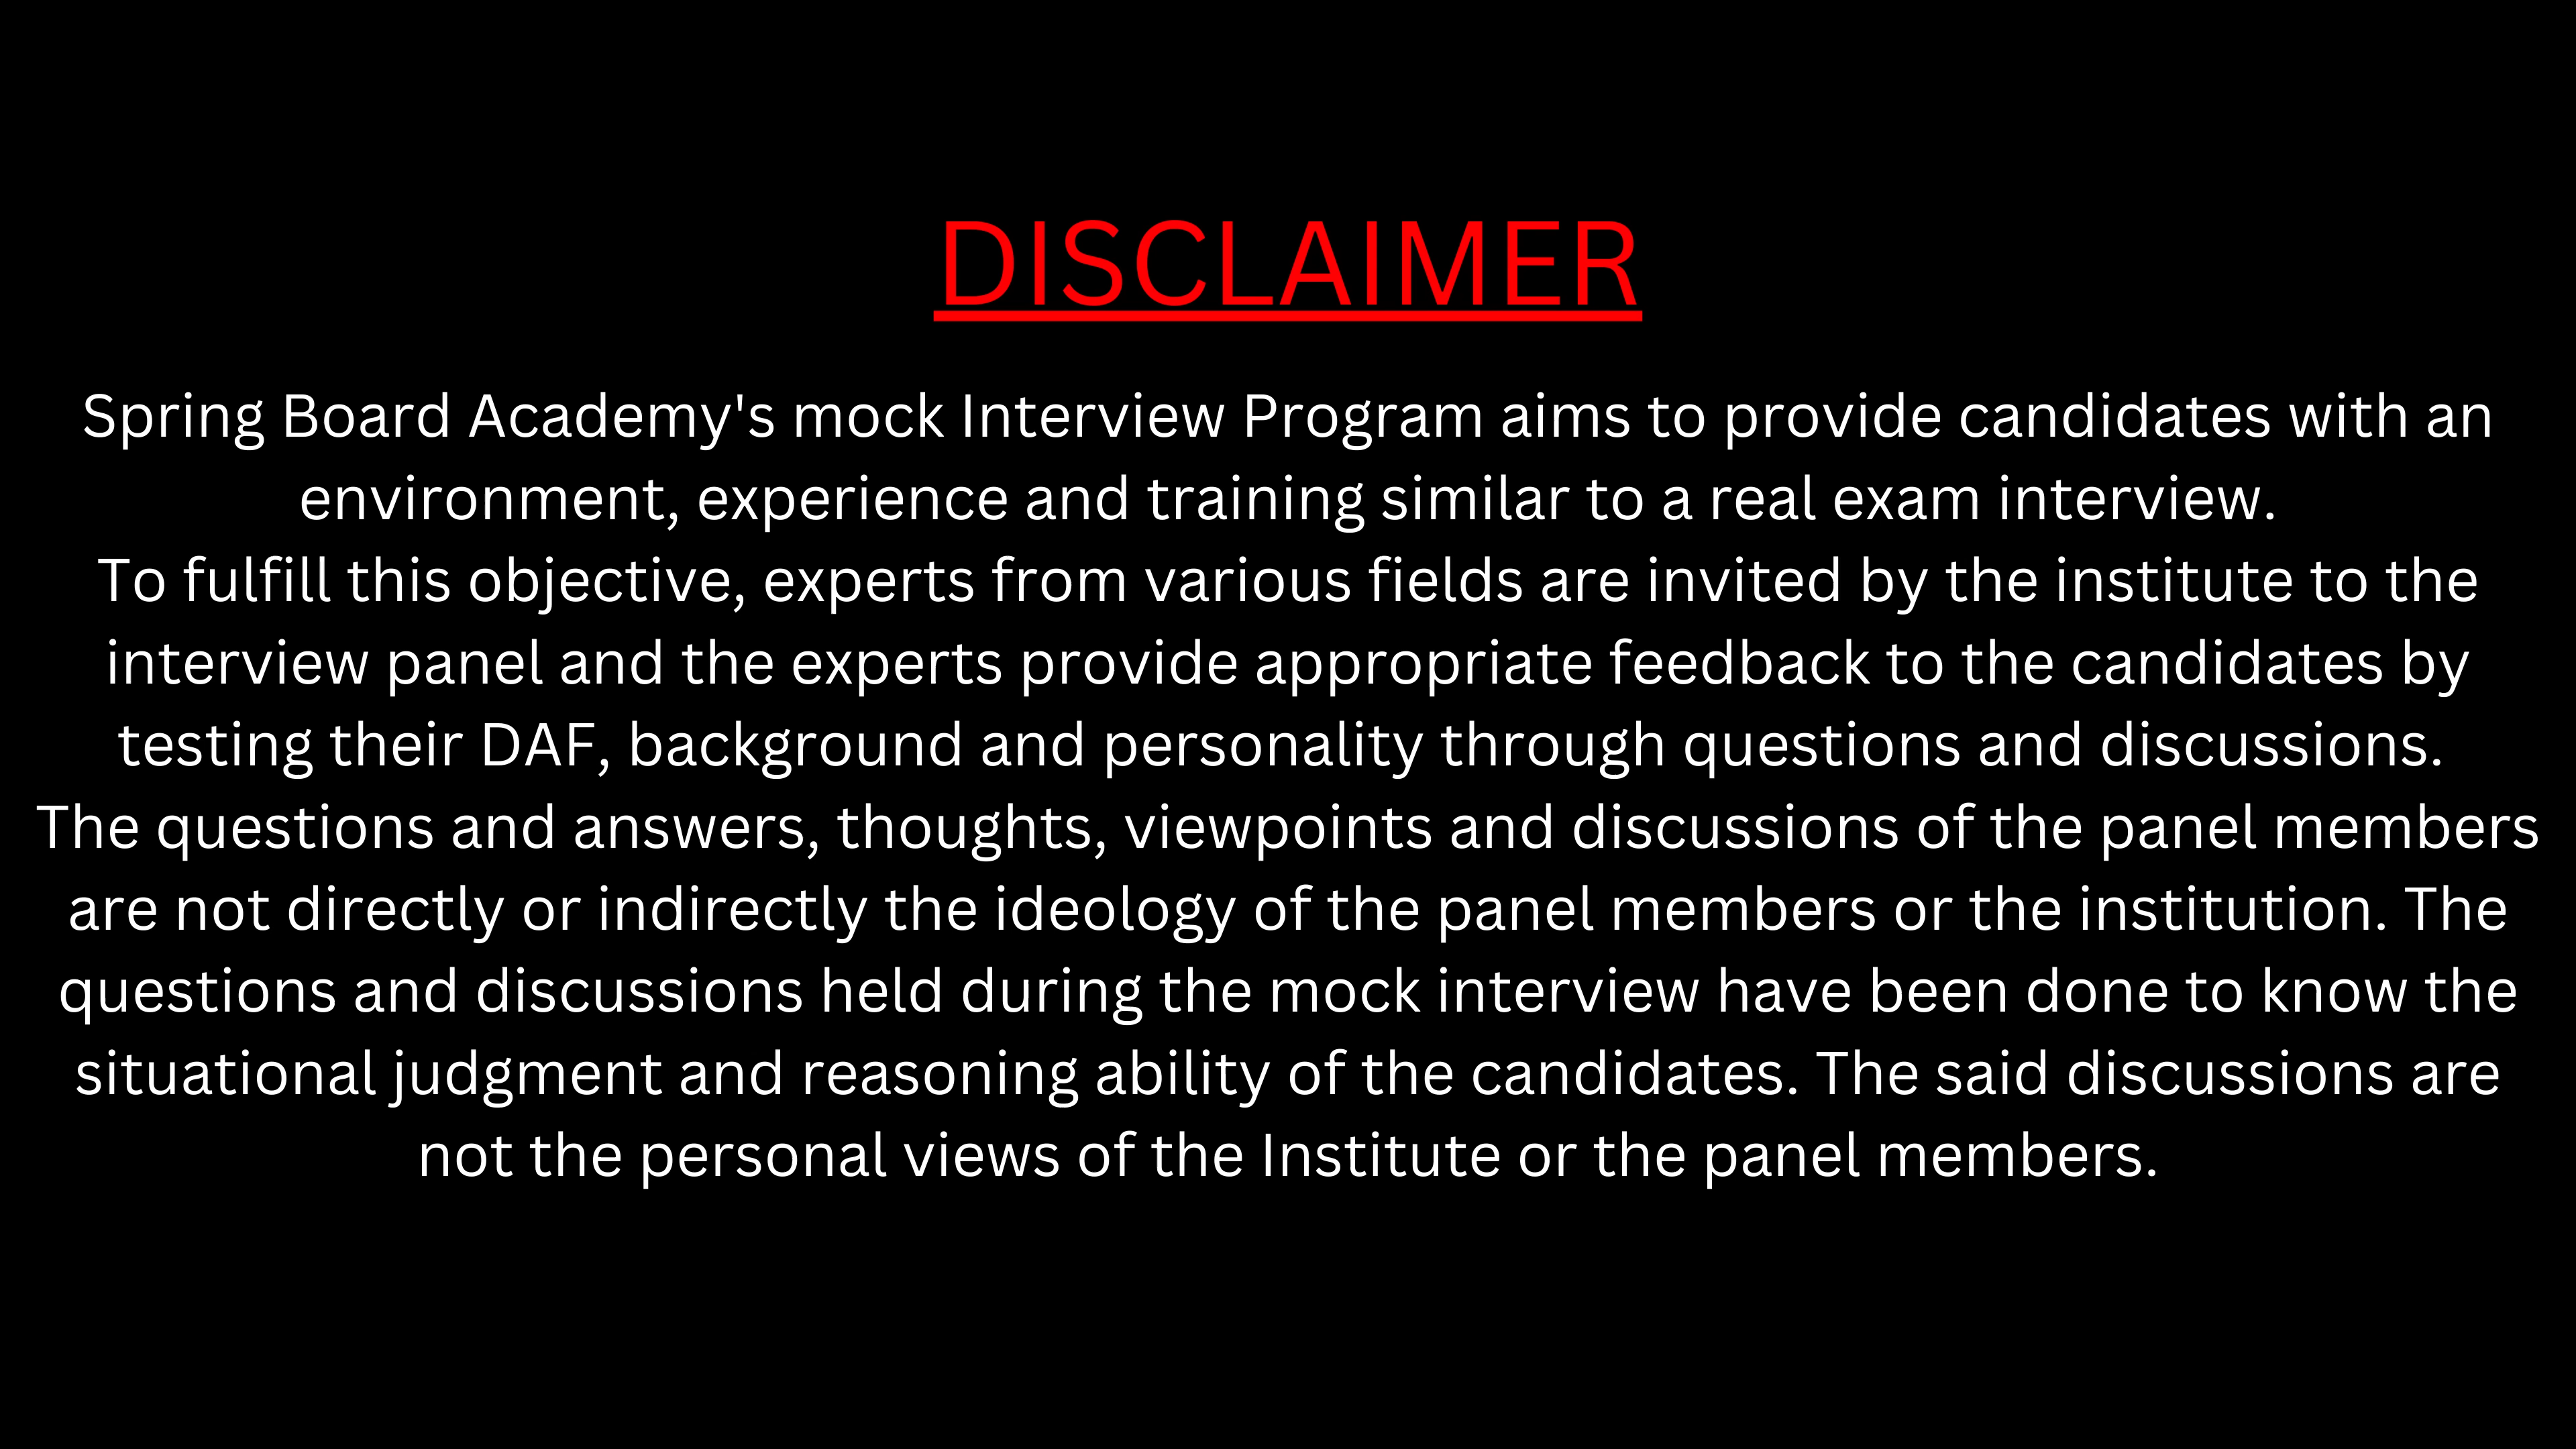 DISCLAIMER
Spring Board Academy's mock Interview Program aims to provide candidates with an
environment, experience and training similar to a real exam interview.
To fulfill this objective, experts from various fields are invited by the institute to the
interview panel and the experts provide appropriate feedback to the candidates by
testing their DAF, background and personality through questions and discussions.
The questions and answers, thoughts, viewpoints and discussions of the panel members
are not directly or indirectly the ideology of the panel members or the institution. The
questions and discussions held during the mock interview have been done to know the
situational judgment and reasoning ability of the candidates. The said discussions are
not the personal views of the Institute or the panel members.